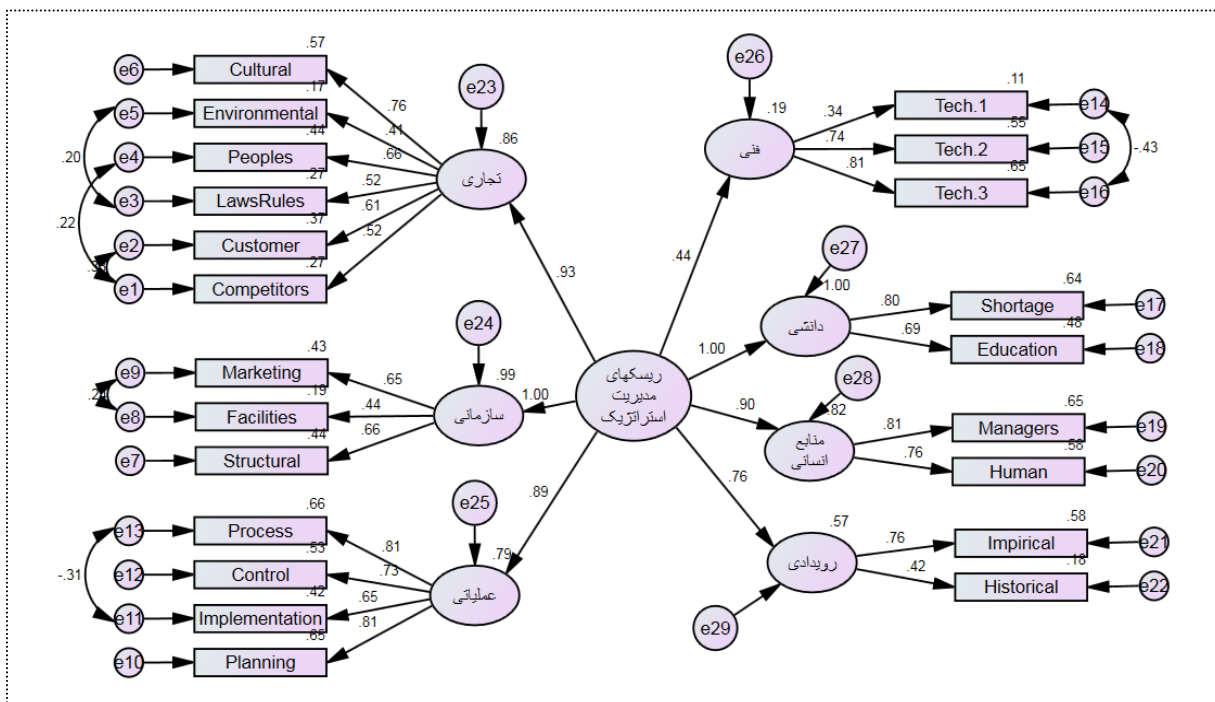 .57
e6
Cultural
.17
.76
e23
e5
Environmental
.44
.41
.86
.20
e4
Peoples
.66
تجاری
.27
e3
LawsRules
.52
.22
.37
.61
e2
Customer
.52
.27
e1
Competitors
.93
e26
.19
.11
فنی
.34
Tech.1
e14
.55
.74
Tech.2
e15
-.43
.65
.81
Tech.3
e16
.44
e27
1.00
.64
دانشی
.80
Shortage
e17
.48
.69
Education
e18
1.00
e24
.43
.99
e9
Marketing
.65
.19
سازمانی
1.00
e8
Facilities
.44
.44
e7
Structural
.66
ریسکهای
مدیریت
استراتژیک
e28
.90
.82
.65
منابع
انسانی
.81
Managers
e19
.58
.76
Human
e20
.76
.89
e25
.66
.79
e13
Process
.81
.53
-.31
e12
Control
.73
عملیاتی
.42
e11
Implementation
.65
.65
.81
e10
Planning
.57
.58
رویدادی
.76
Impirical
e21
.18
.42
Historical
e22
e29